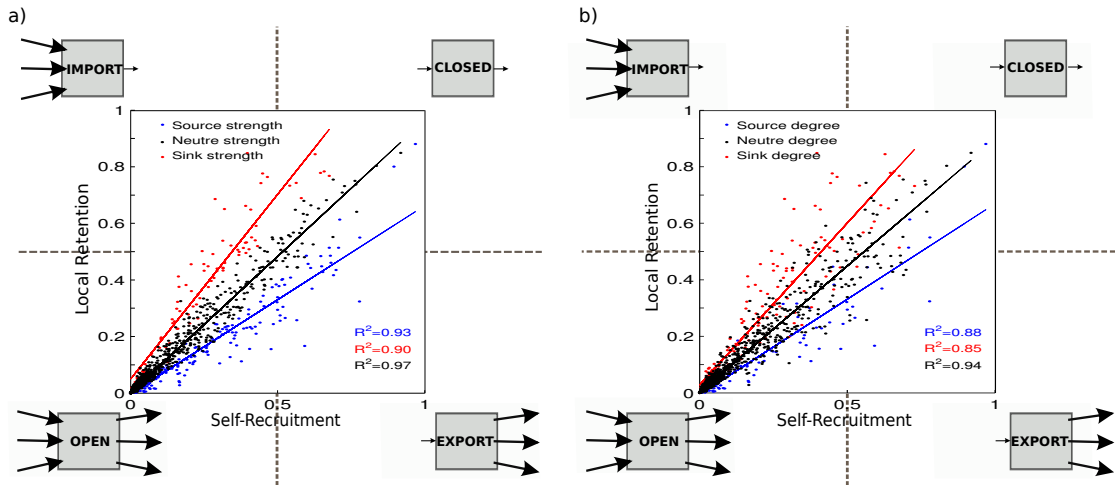 a)
IMPORT
CLOSED
1
0.8
0.6
0.4
0.2
0
Local Retention
Source strength
Neutre strength
Sink strength
R²=0.93
R²=0.90
R²=0.97
0
0.5
1
Self-Recruitment
OPEN
EXPORT
b)
IMPORT
CLOSED
1
0.8
0.6
0.4
0.2
0
Local Retention
Source degree
Neutre degree
Sink degree
R²=0.88
R²=0.85
R²=0.94
0
0.5
1
Self-Recruitment
OPEN
EXPORT